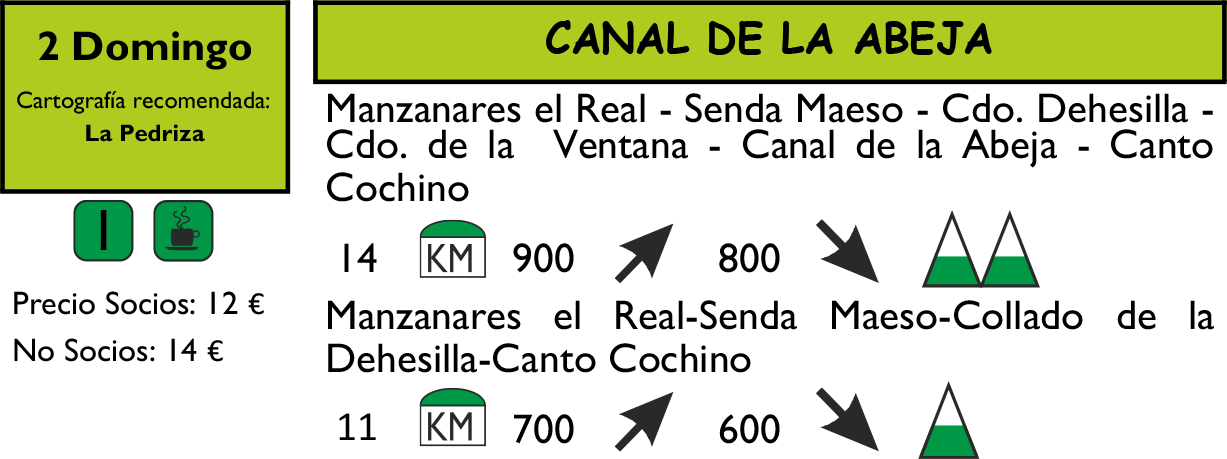 2 Domingo
Cartografía recomendada:
La Pedriza
I
Precio Socios: 12 €
No Socios: 14 €
CANAL DE LA ABEJA
Manzanares el Real - Senda Maeso - Cdo. Dehesilla -
Cdo. de la Ventana - Canal de la Abeja - Canto
Cochino
14 KM 900 800
Manzanares el Real-Senda Maeso-Collado de la
Dehesilla-Canto Cochino
11 KM 700 600